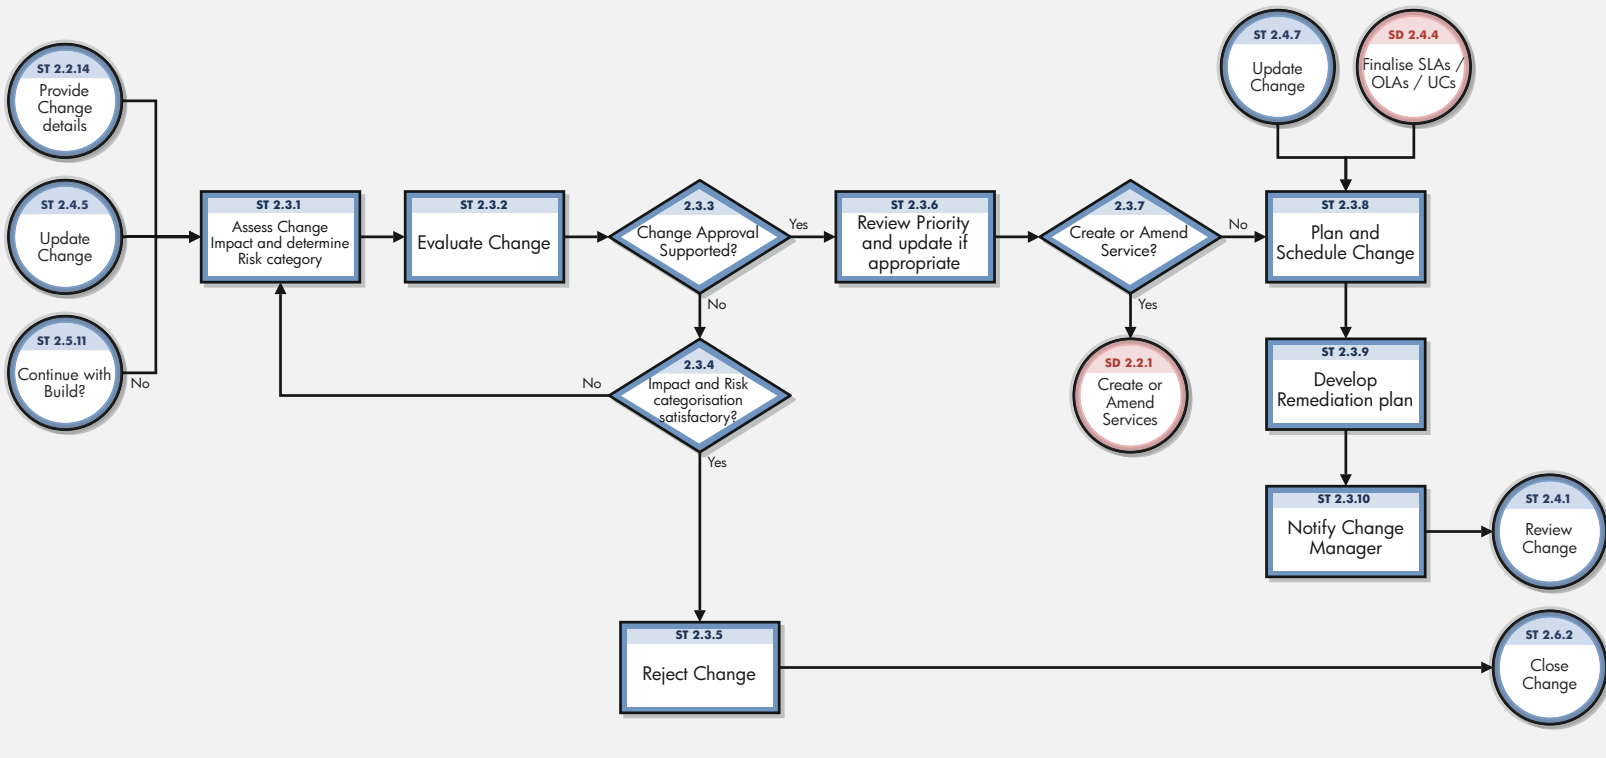 ST 2.2.14
Provide
Change
details
ST 2.4.5
Update
Change
ST 2.5.11
Continue with
Build?
No
ST 2.3.1
Assess Change
Impact and determine
Risk category
ST 2.3.2
Evaluate Change
2.3.3
Change Approval
Supported?
Yes
No
2.3.4
Impact and Risk
categorisation
satisfactory?
No
Yes
ST 2.3.5
Reject Change
ST 2.3.6
Review Priority
and update if
appropriate
2.3.7
Create or Amend
Service?
No
Yes
SD 2.2.1
Create or
Amend
Services
ST 2.4.7
Update
Change
SD 2.4.4
Finalise SLAs /
OLAs / UCs
ST 2.3.8
Plan and
Schedule Change
ST 2.3.9
Develop
Remediation plan
ST 2.3.10
Notify Change
Manager
ST 2.4.1
Review
Change
ST 2.6.2
Close
Change